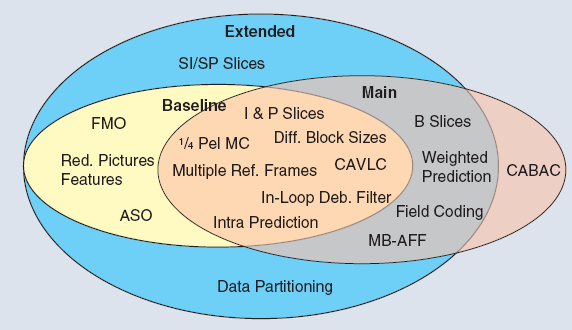 Extended
SI/SP Slices
Baseline
Main
FMO
I & P Slices
B Slices
1/4 Pel MC
Diff. Block Sizes
Red. Pictures
Features
Multiple Ref. Frames
CAVLC
Weighted
Prediction
CABAC
In-Loop Deb. Filter
ASO
Intra Prediction
Field Coding
MB-AFF
Data Partitioning